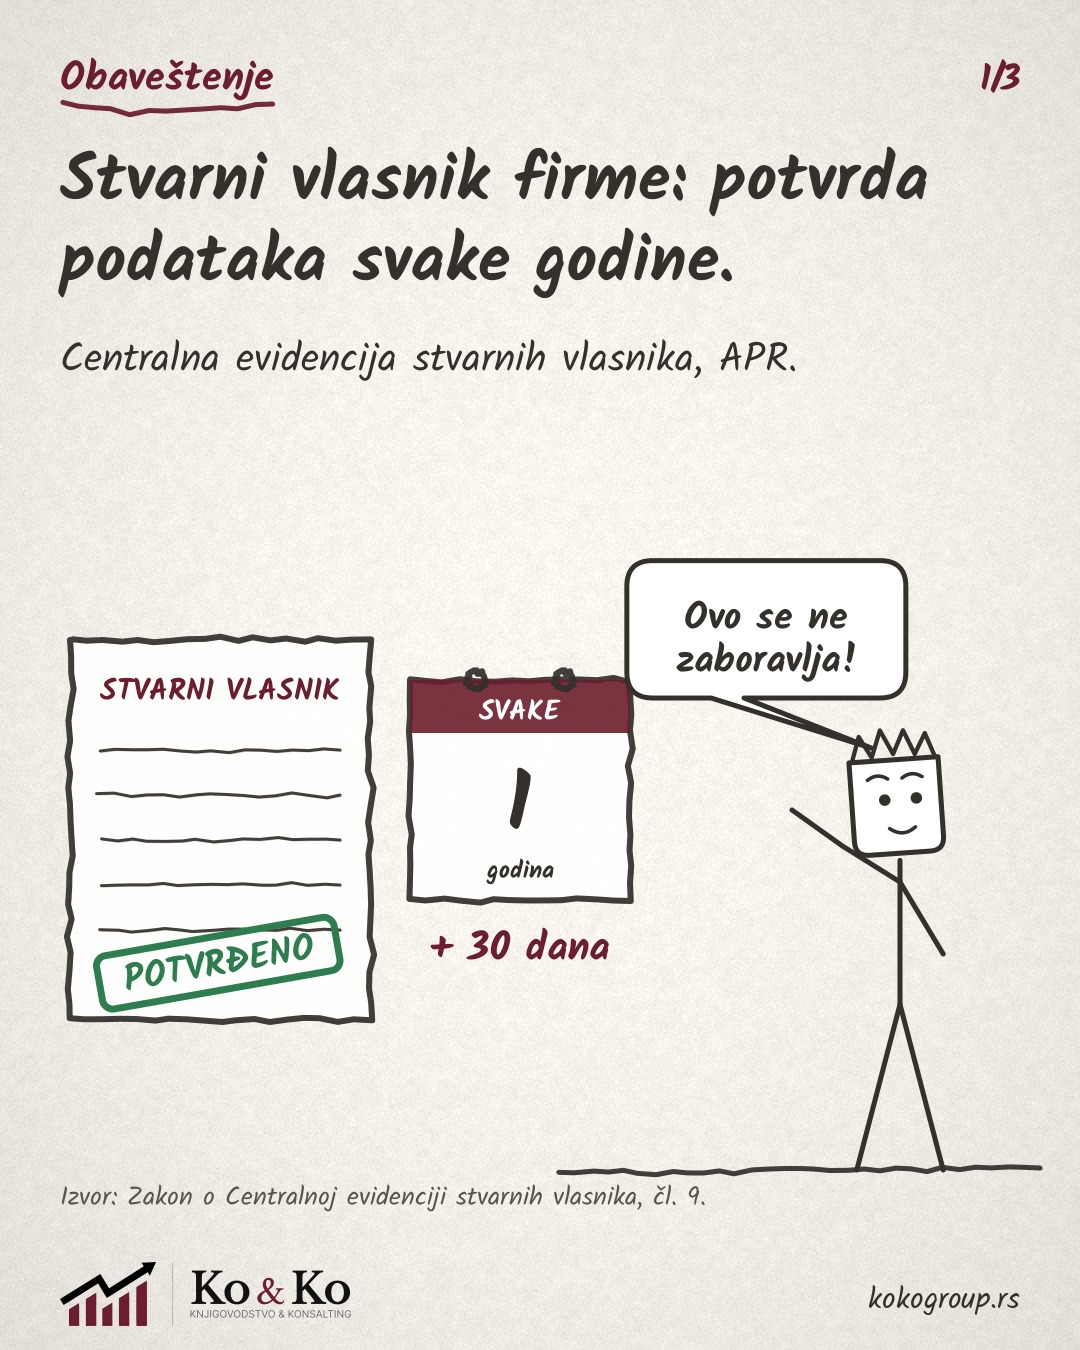 Obaveštenje
1/3
Stvarni vlasnik firme: potvrda
podataka svake godine.
Centralna evidencija stvarnih vlasnika, APR.
Ovo se ne
zaboravlja!
STVARNI VLASNIK
POTVRĐENO
SVAKE
1
godina
+ 30 dana
Izvor: Zakon o Centralnoj evidenciji stvarnih vlasnika, čl. 9.
Ko & Ko
KNJIGOVODSTVO & KONSALTING
kokogroup.rs